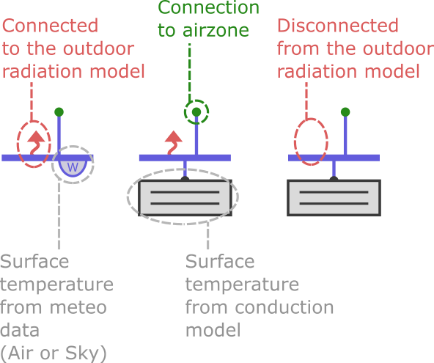 Connected
to the outdoor
radiation model
Connection
to airzone
Disconnected
from the outdoor
radiation model
W
Surface
temperature
from meteo
data
(Air or Sky)
Surface
temperature
from conduction
model